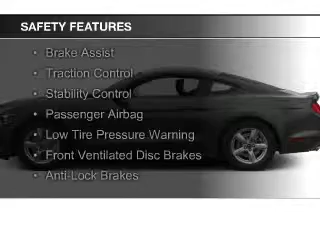 SAFETY FEATURES
• Brake Assist
• Traction Control
• Stability Control
• Passenger Airbag
• Low Tire Pressure Warning
• Front Ventilated Disc Brakes
• Anti-Lock Brakes